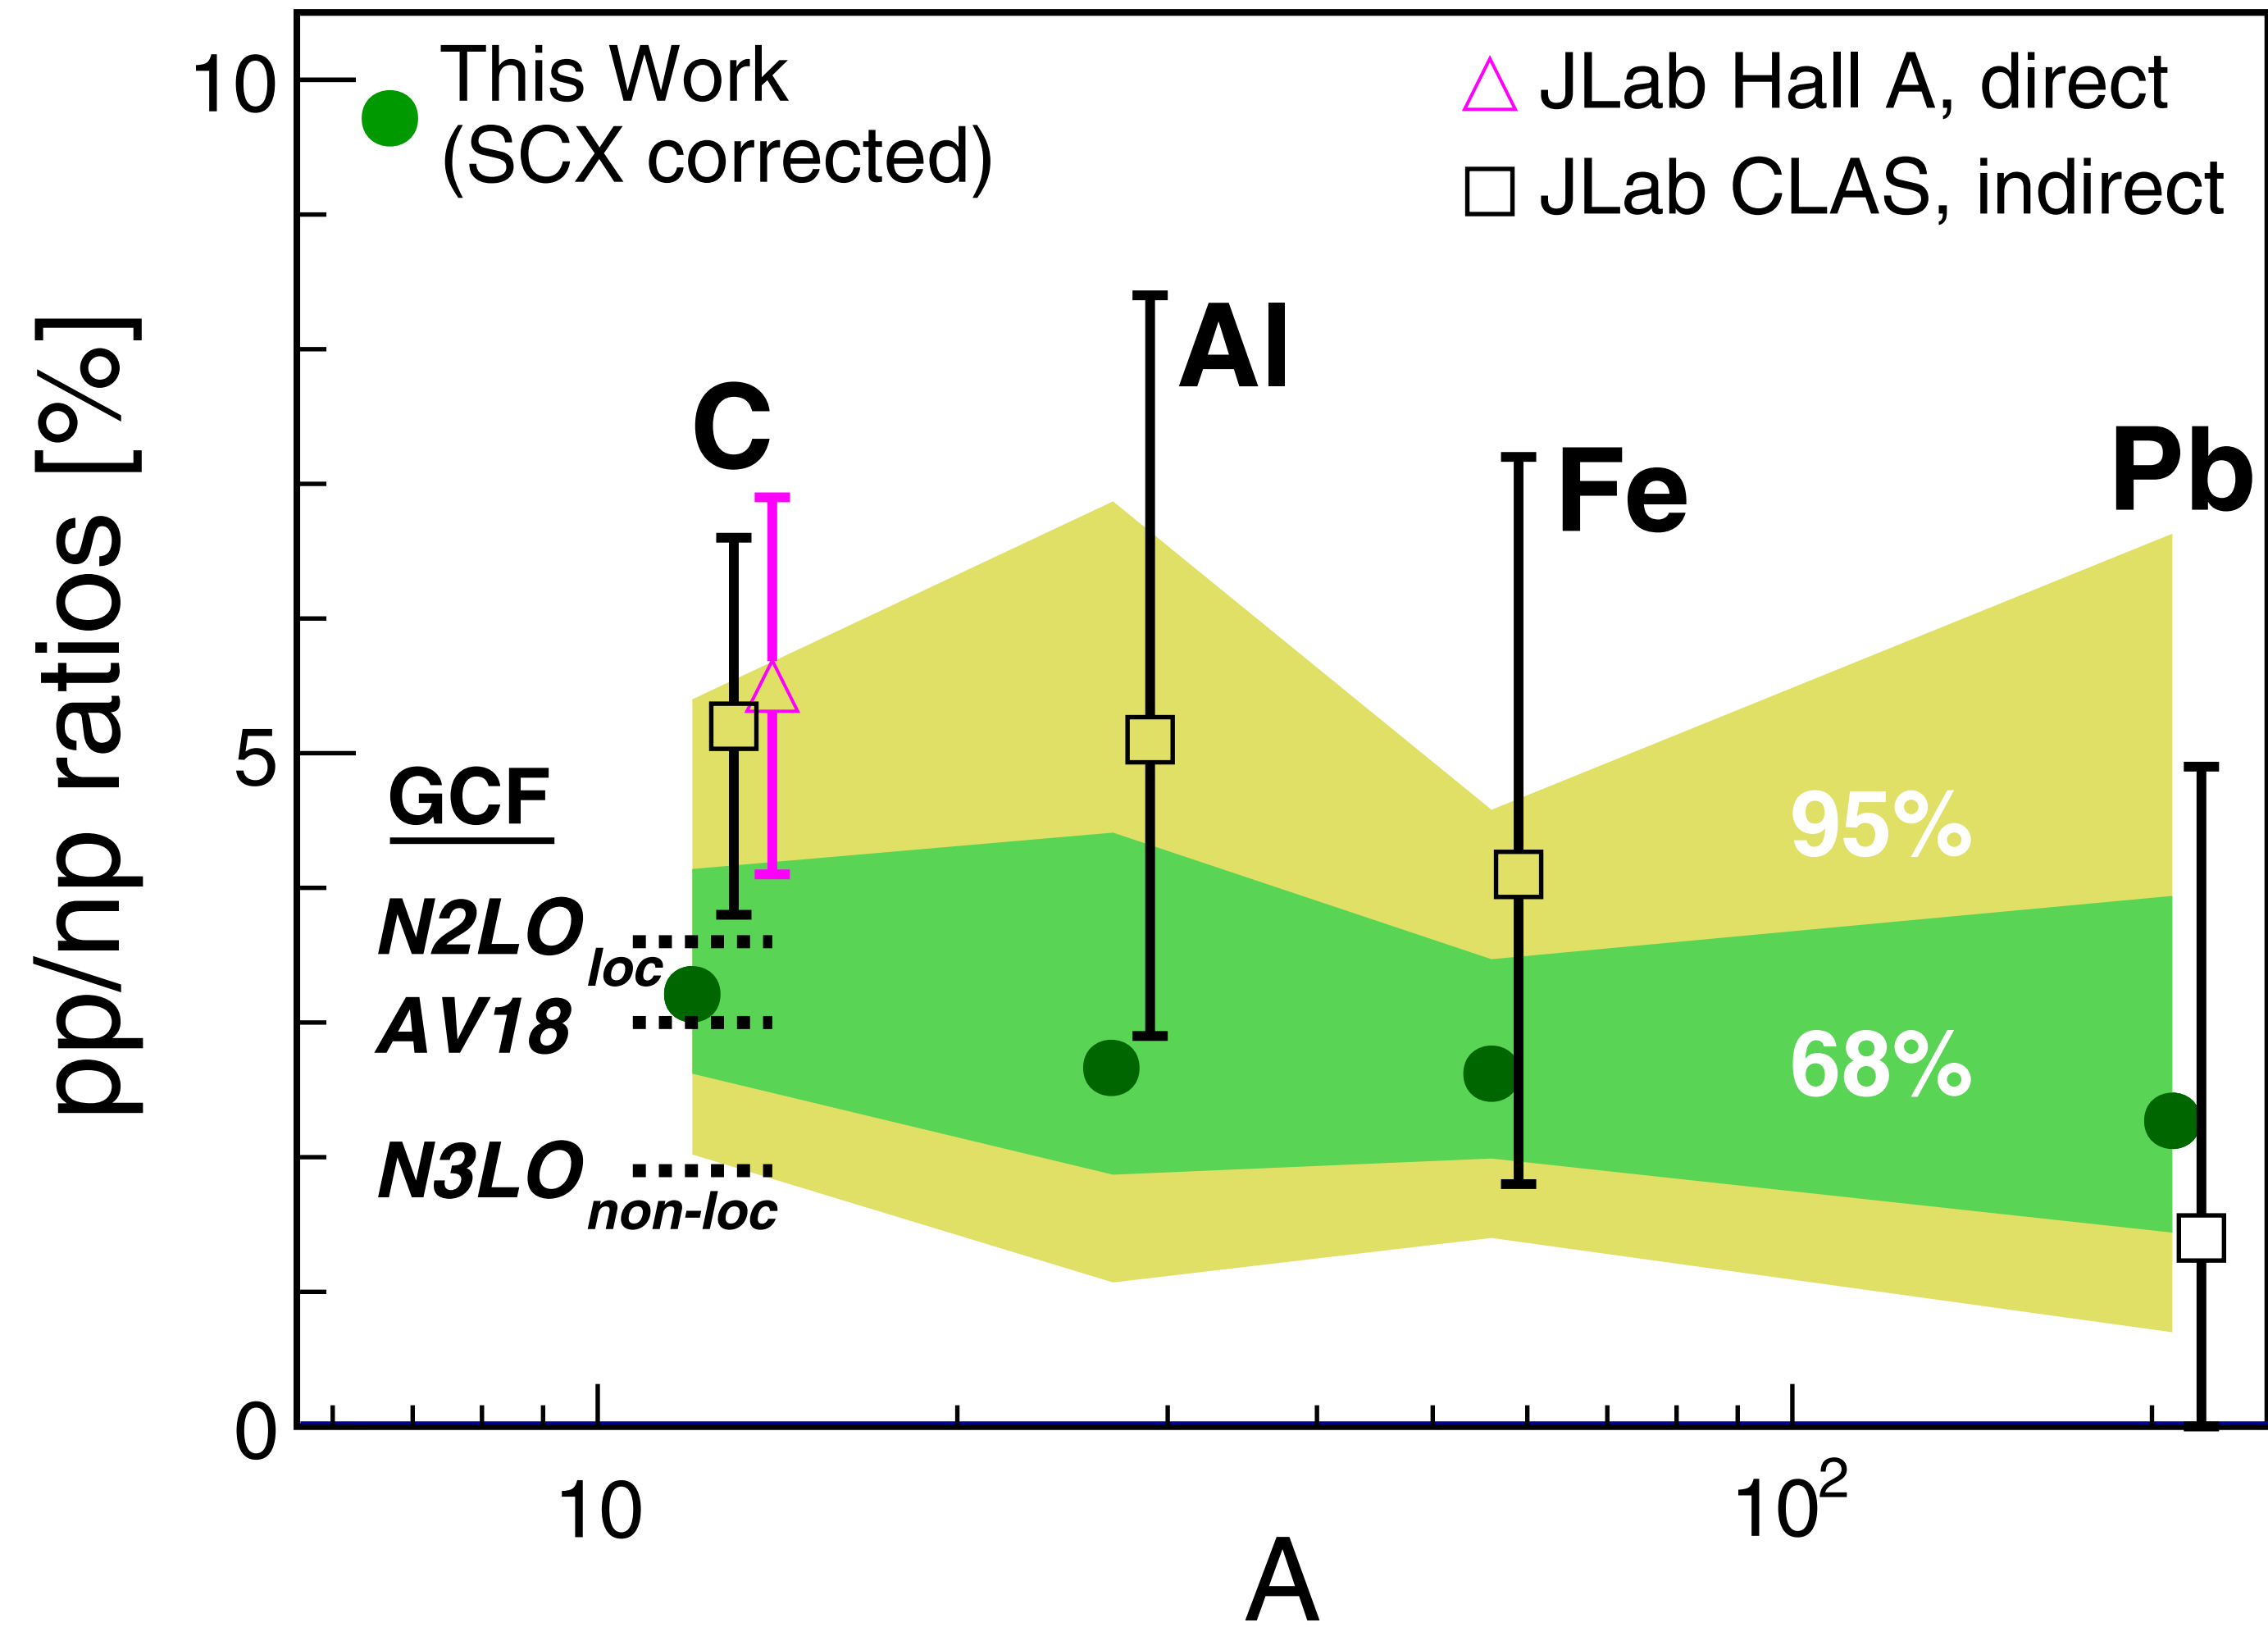 10
This Work
(SCX corrected)
JLab Hall A, direct
JLab CLAS, indirect
Al
C
Pb
Fe
pp/np ratios [%]
5
GCF
95%
N2LO loc
AV18
68%
N3LO non-loc
0
10
10²
A